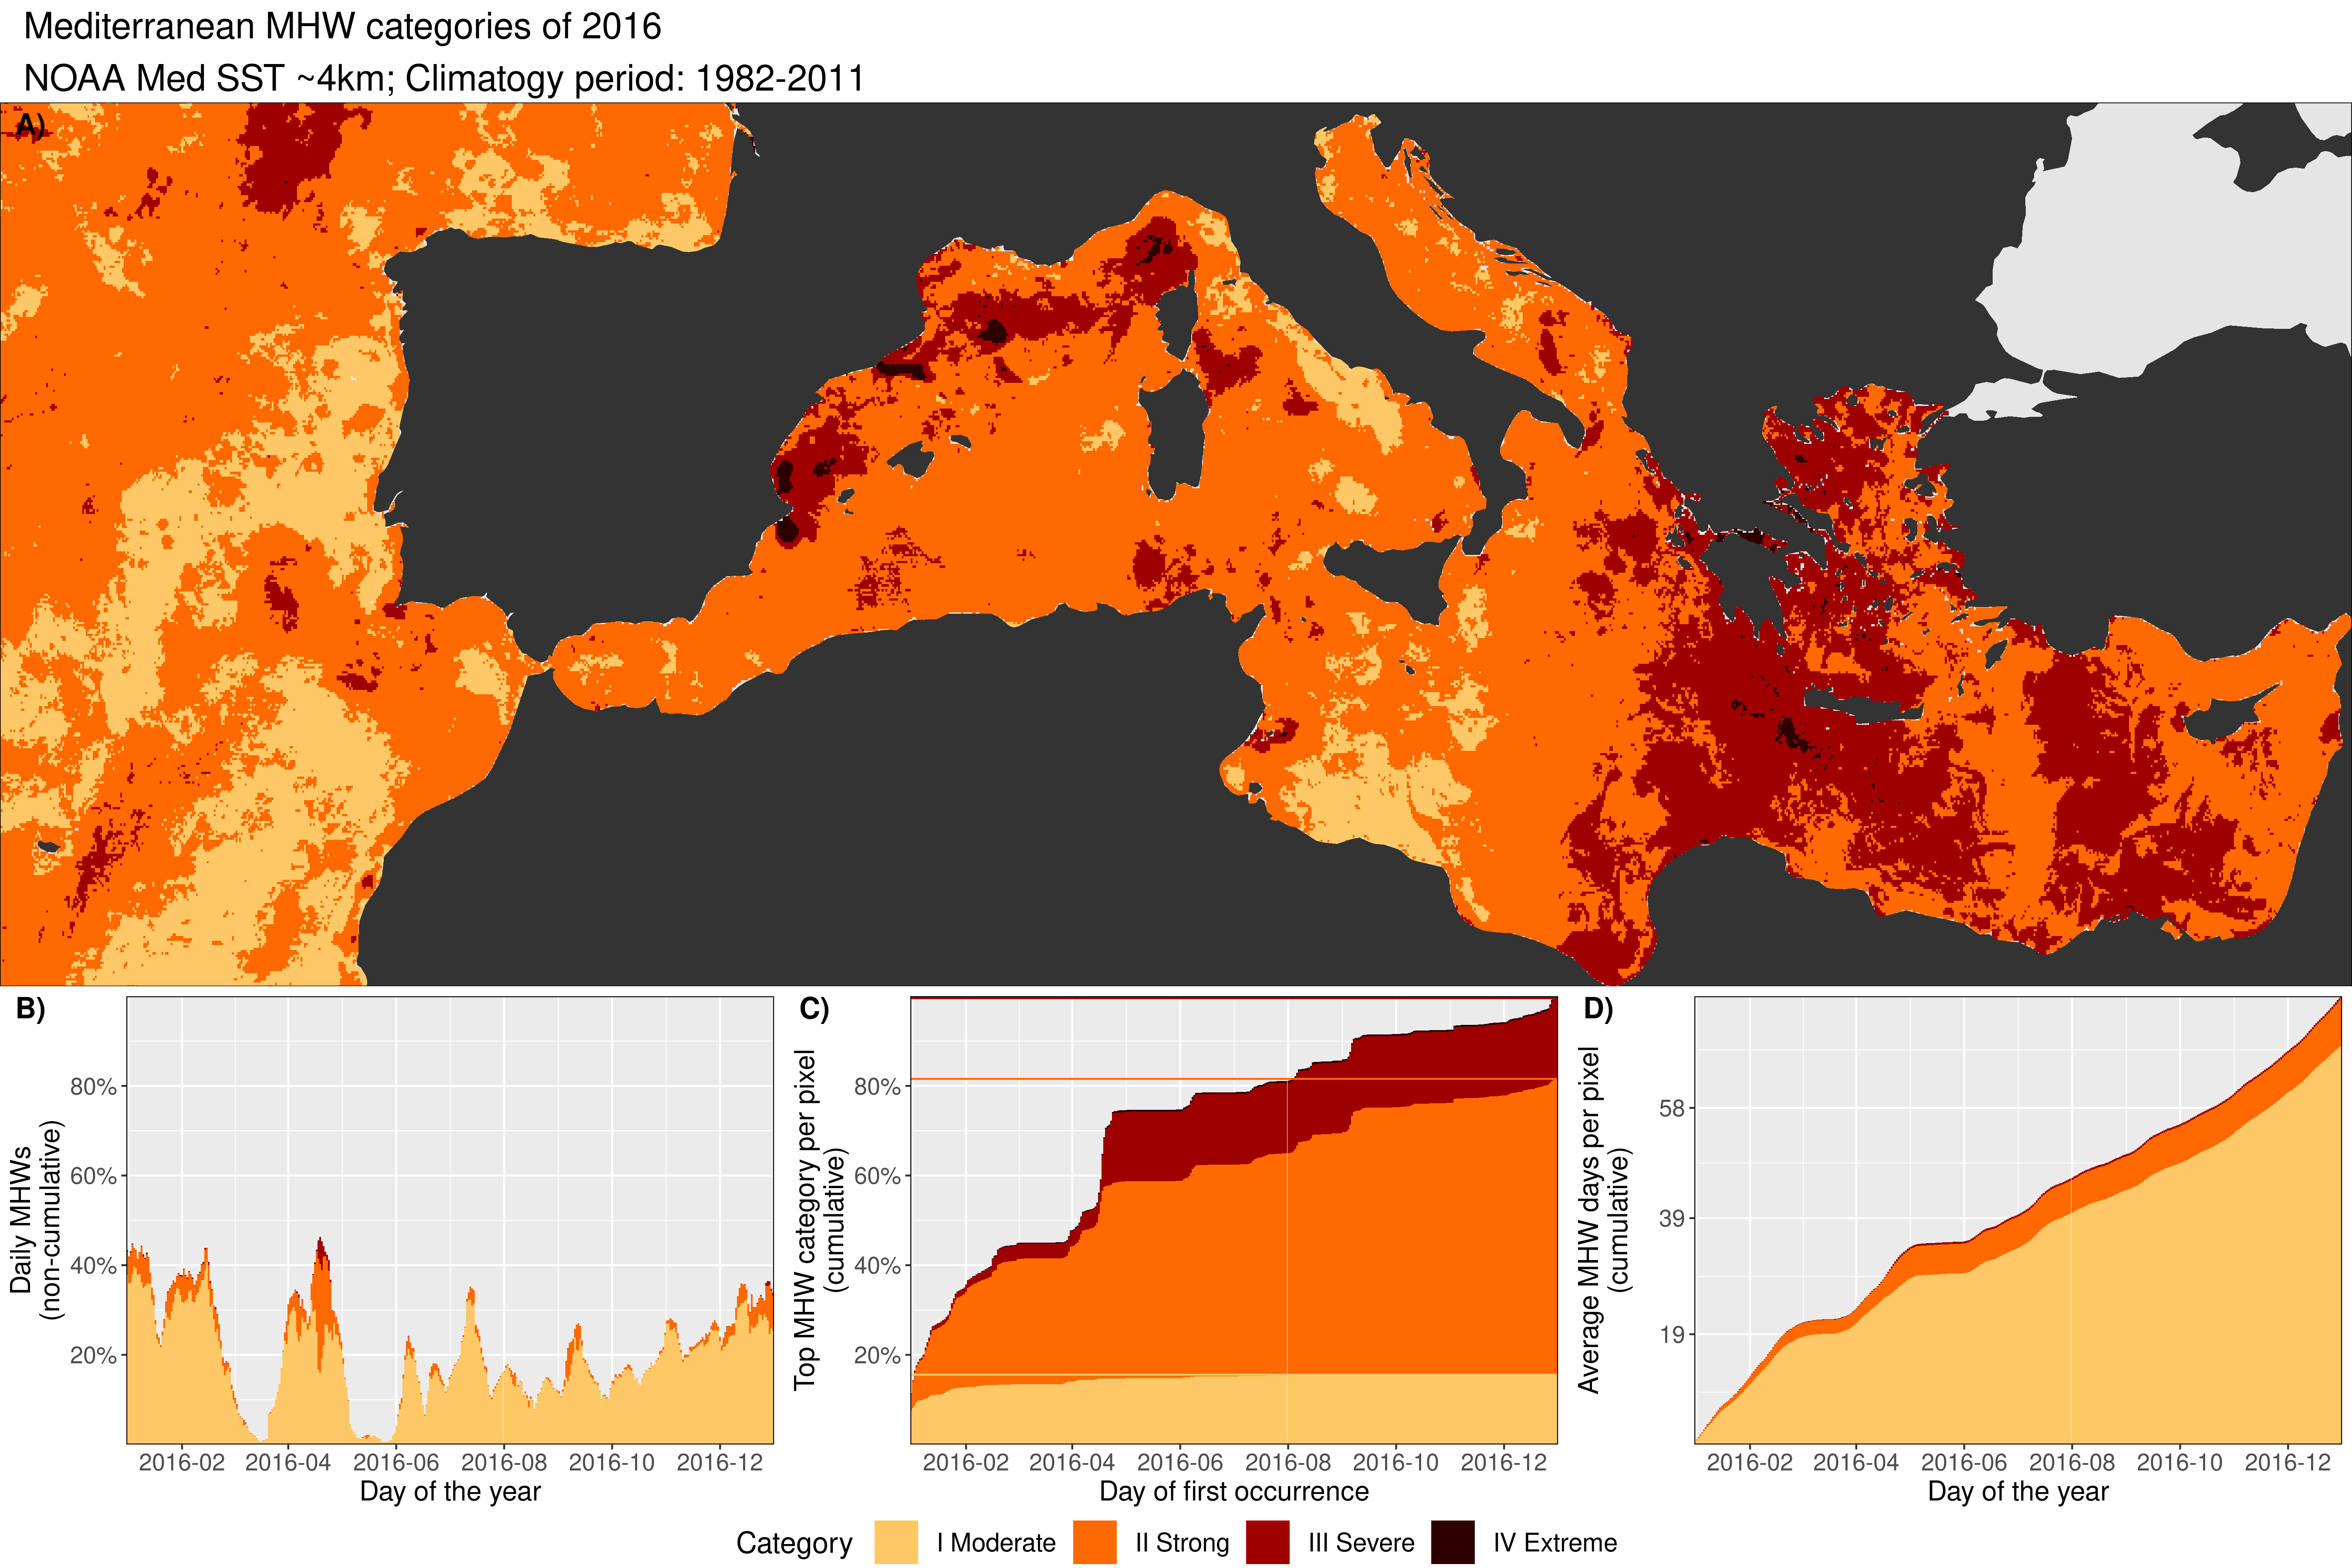 Mediterranean MHW categories of 2016
NOAA Med SST ~4km; Climatogy period: 1982-2011
A)
B)
Daily MHWs
(non-cumulative)
80%
60%
40%
20%
2016-02 2016-04 2016-06 2016-08 2016-10 2016-12
Day of the year
C)
Top MHW category per pixel
(cumulative)
80%
60%
40%
20%
2016-02 2016-04 2016-06 2016-08 2016-10 2016-12
Day of first occurrence
D)
Average MHW days per pixel
(cumulative)
58
39
19
2016-02 2016-04 2016-06 2016-08 2016-10 2016-12
Day of the year
Category I Moderate II Strong III Severe IV Extreme